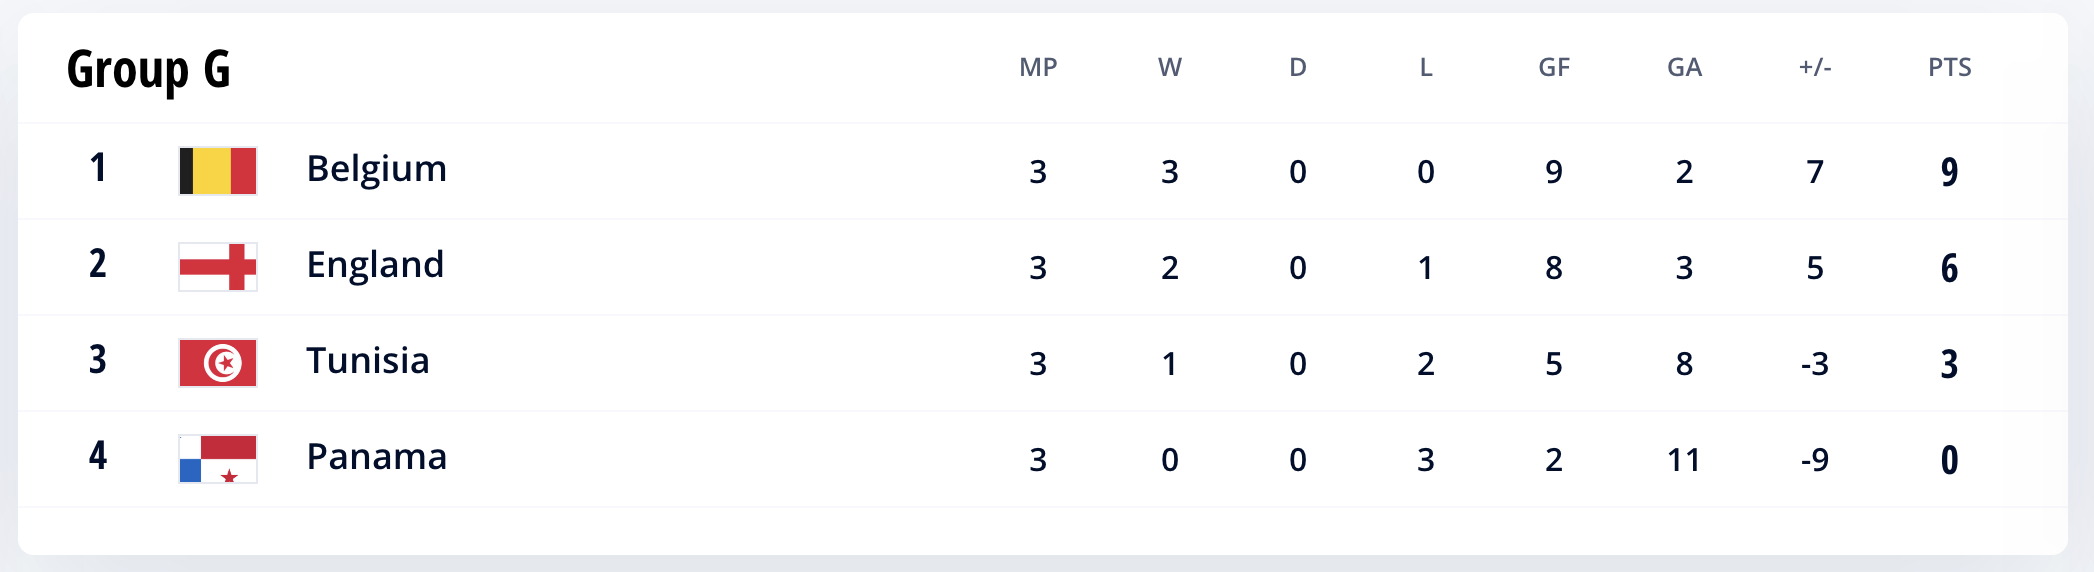 Group G MP W D L GF GA +/- PTS
1 Belgium 3 3 0 0 9 2 7 9
2 England 3 2 0 1 8 3 5 6
3 Tunisia 3 1 0 2 5 8 -3 3
4 Panama 3 0 0 3 2 11 -9 0